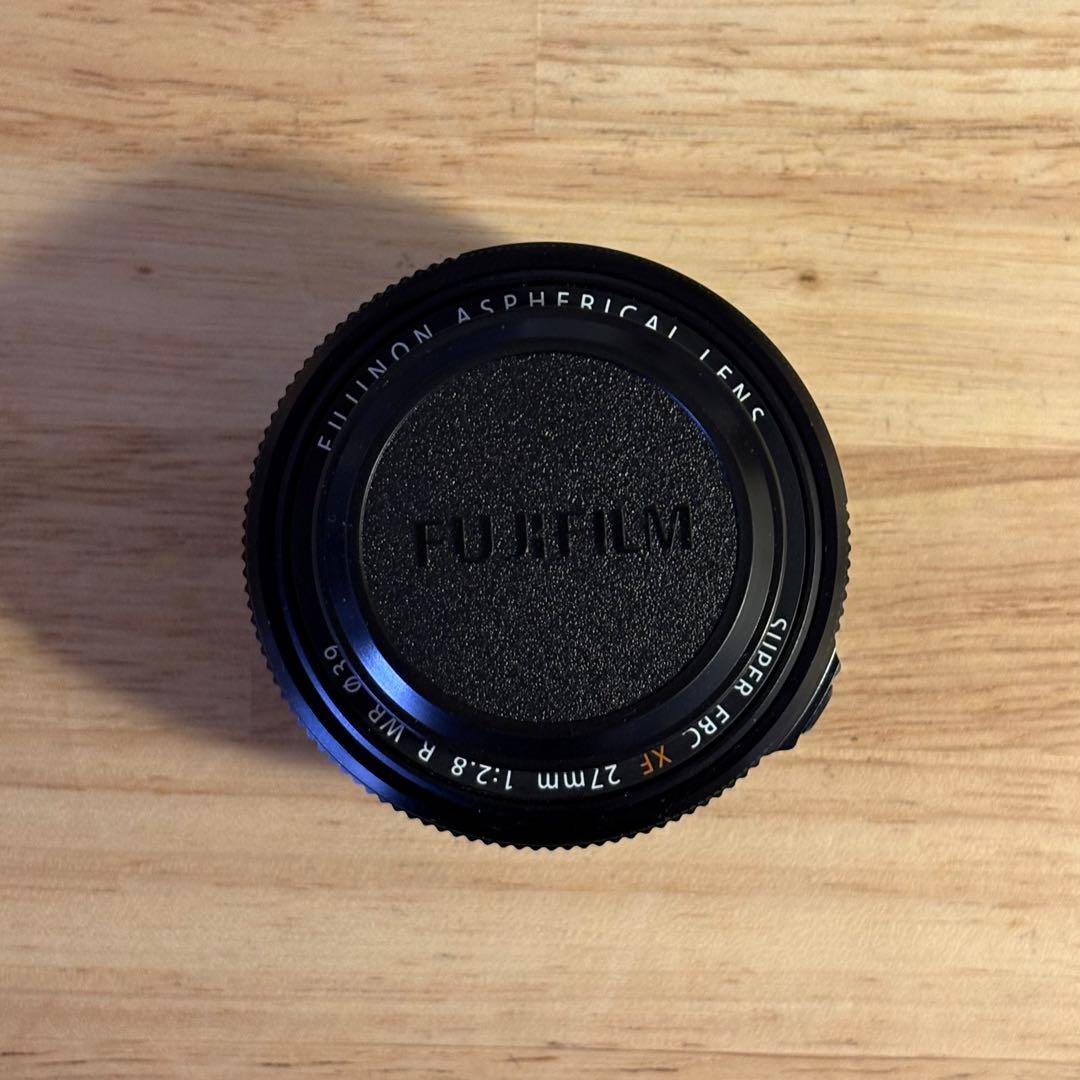 FUJINON ASPHERICAL LENS
FUJIFILM
SUPER EBC XF 27mm 1:2.8 R WR Ø39